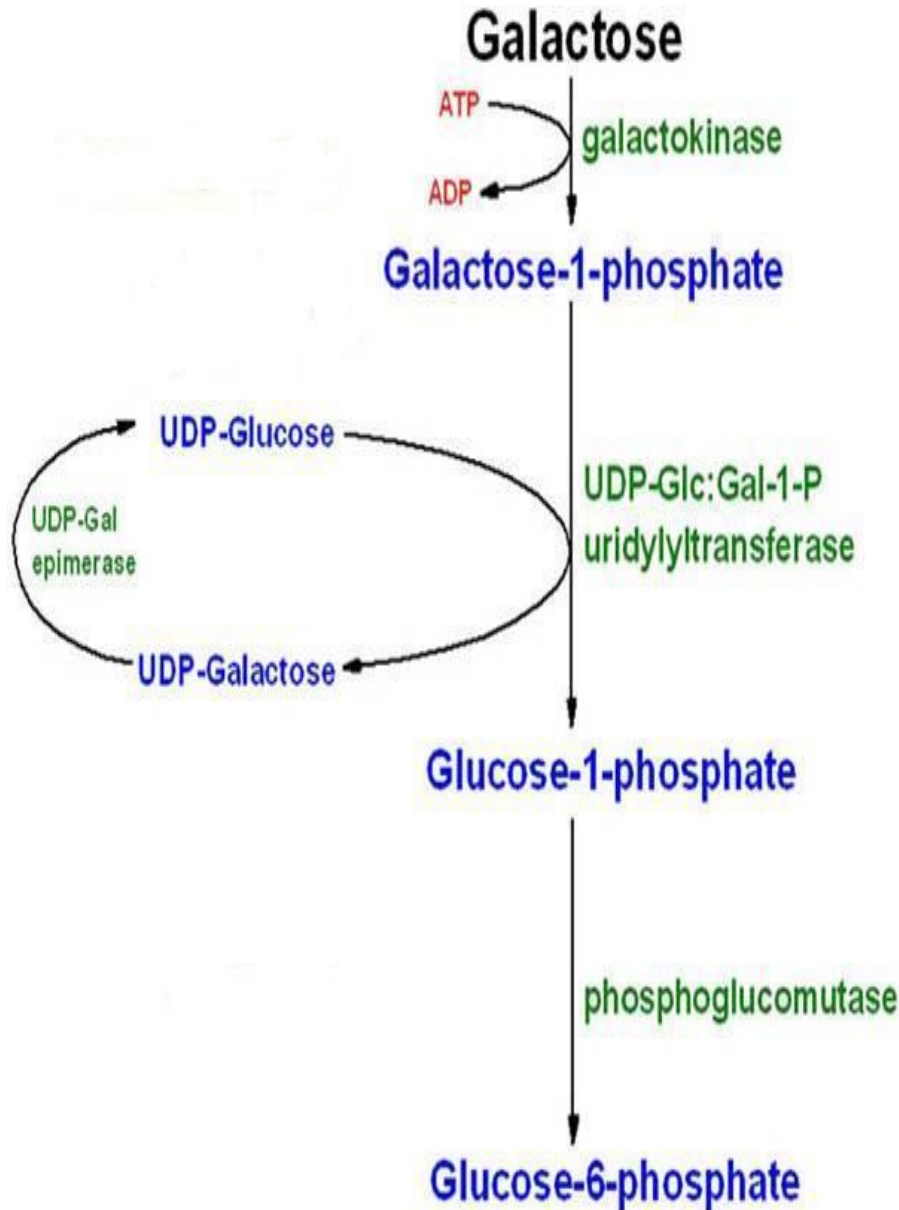 Galactose
ATP
galactokinase
ADP
Galactose-1-phosphate
UDP-Glucose
UDP-Glc:Gal-1-P
uridylyltransferase
UDP-Gal
epimerase
UDP-Galactose
Glucose-1-phosphate
phosphoglucomutase
Glucose-6-phosphate